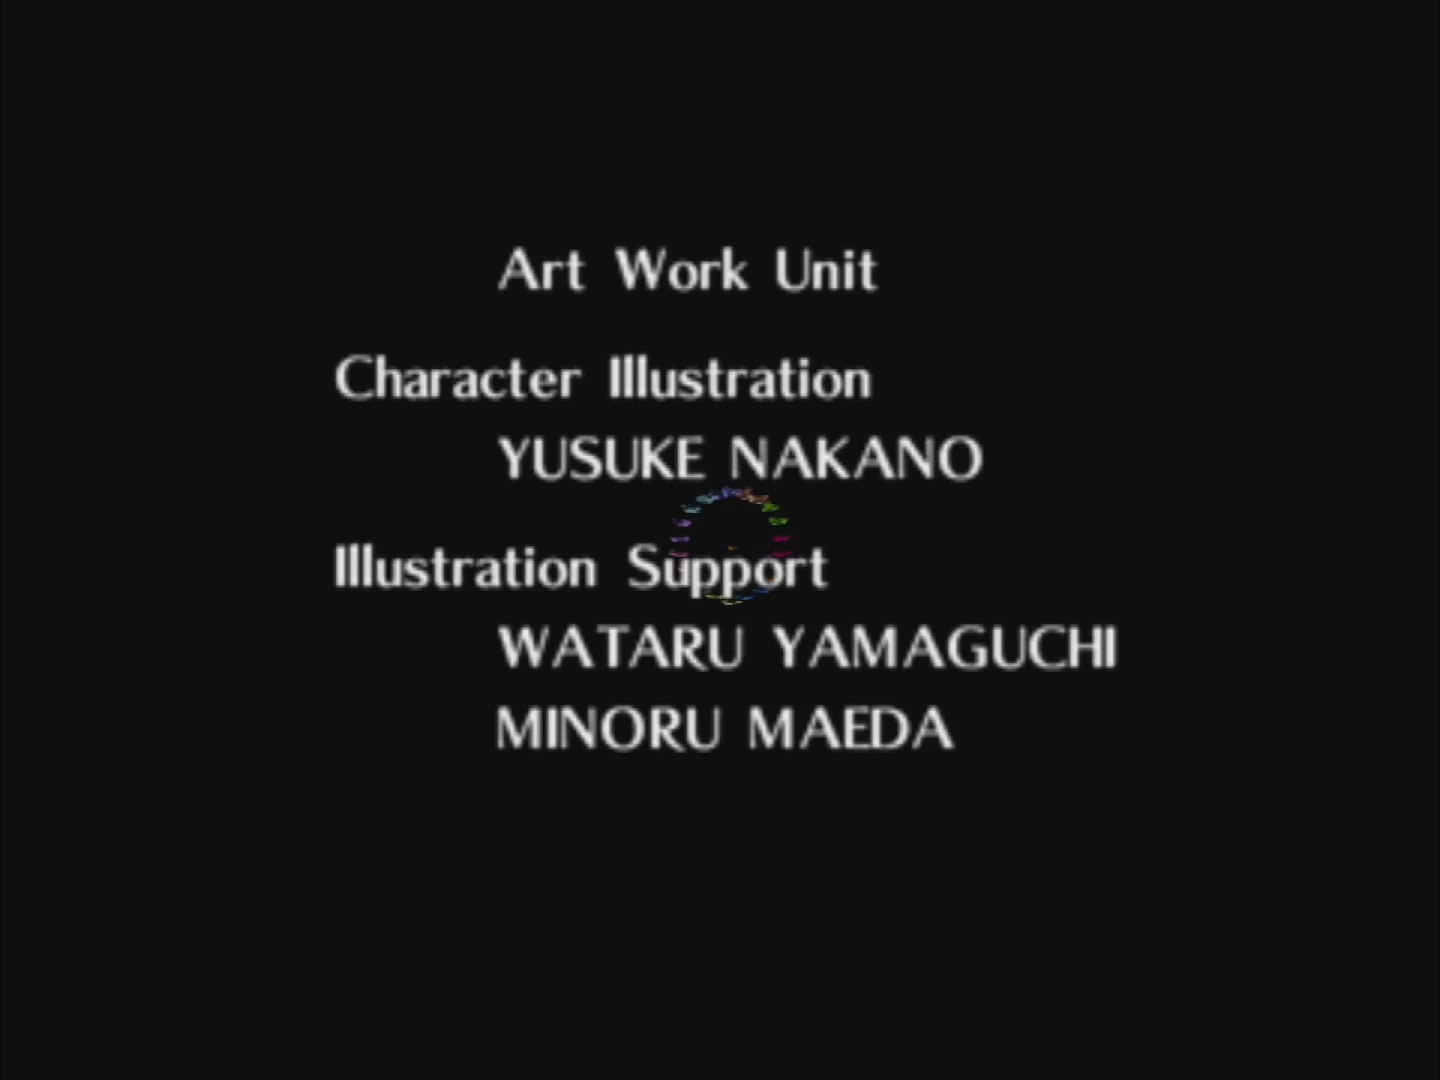 Art Work Unit
Character Illustration
YUSUKE NAKANO
Illustration Support
WATARU YAMAGUCHI
MINORU MAEDA